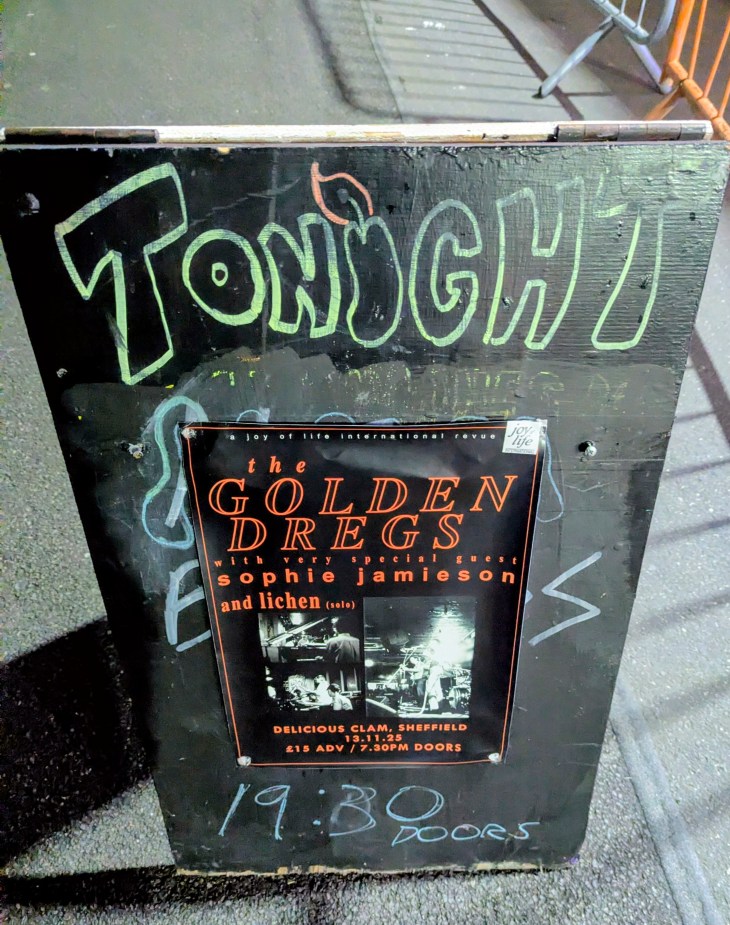 TONiGHT
a joy of life international revue
joy. life
the
GOLDEN
DREGS
with very special guest
sophie jamieson
and lichen (solo)
DELICIOUS CLAM, SHEFFIELD
13.11.25
£15 ADV / 7.30PM DOORS
19:30 DOORS